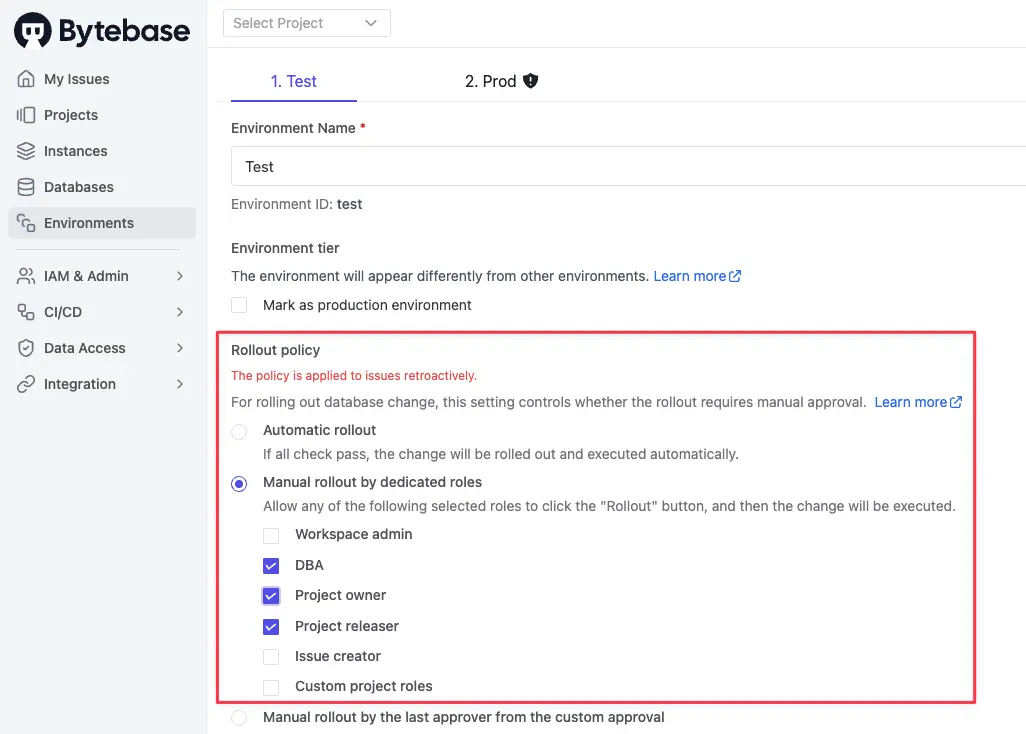 Bytebase
Select Project
My Issues
Projects
Instances
Databases
Environments
IAM & Admin
CI/CD
Data Access
Integration
1. Test
2. Prod
Environment Name *
Test
Environment ID: test
Environment tier
The environment will appear differently from other environments. Learn more
Mark as production environment
Rollout policy
The policy is applied to issues retroactively.
For rolling out database change, this setting controls whether the rollout requires manual approval. Learn more
Automatic rollout
If all check pass, the change will be rolled out and executed automatically.
Manual rollout by dedicated roles
Allow any of the following selected roles to click the "Rollout" button, and then the change will be executed.
Workspace admin
DBA
Project owner
Project releaser
Issue creator
Custom project roles
Manual rollout by the last approver from the custom approval